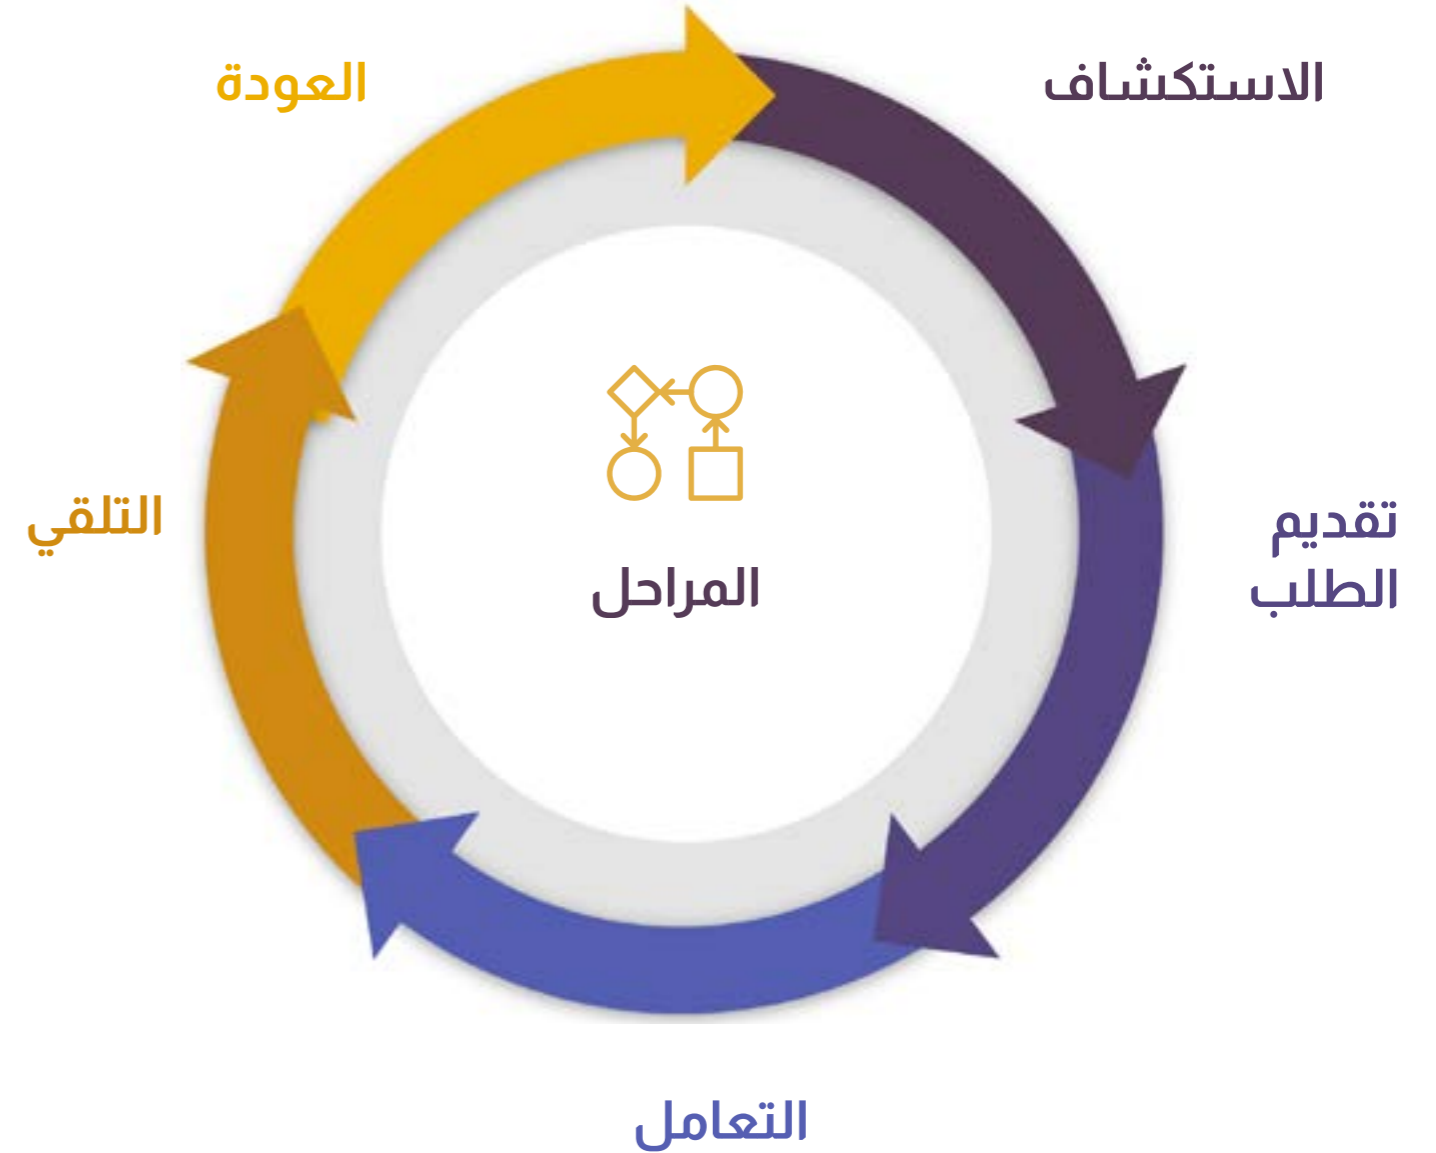 الاستكشاف
العودة
تقديم
الطلب
التلقي
المراحل
التعامل